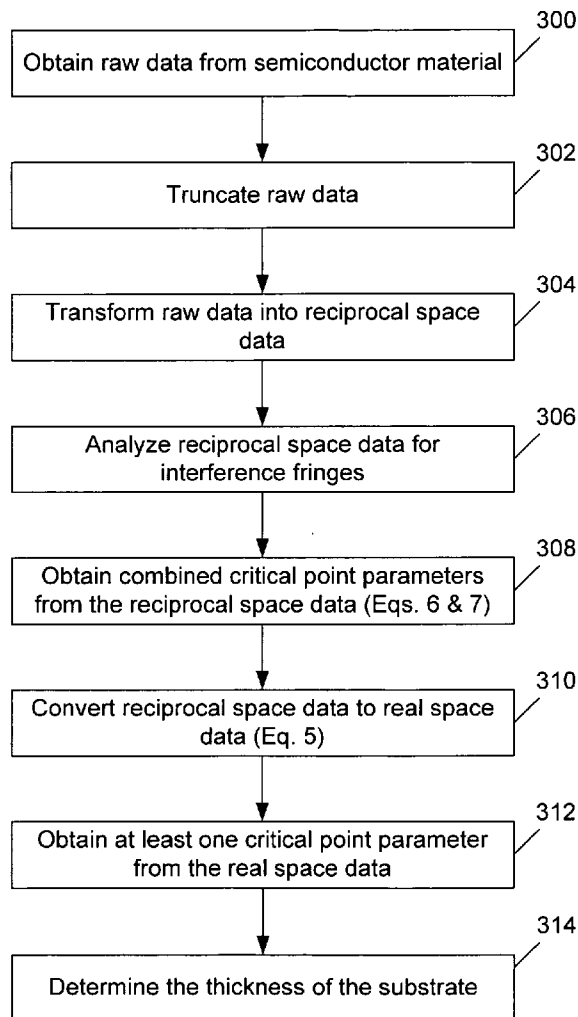 300
Obtain raw data from semiconductor material
302
Truncate raw data
304
Transform raw data into reciprocal space
data
306
Analyze reciprocal space data for
interference fringes
308
Obtain combined critical point parameters
from the reciprocal space data (Eqs. 6 & 7)
310
Convert reciprocal space data to real space
data (Eq. 5)
312
Obtain at least one critical point parameter
from the real space data
314
Determine the thickness of the substrate